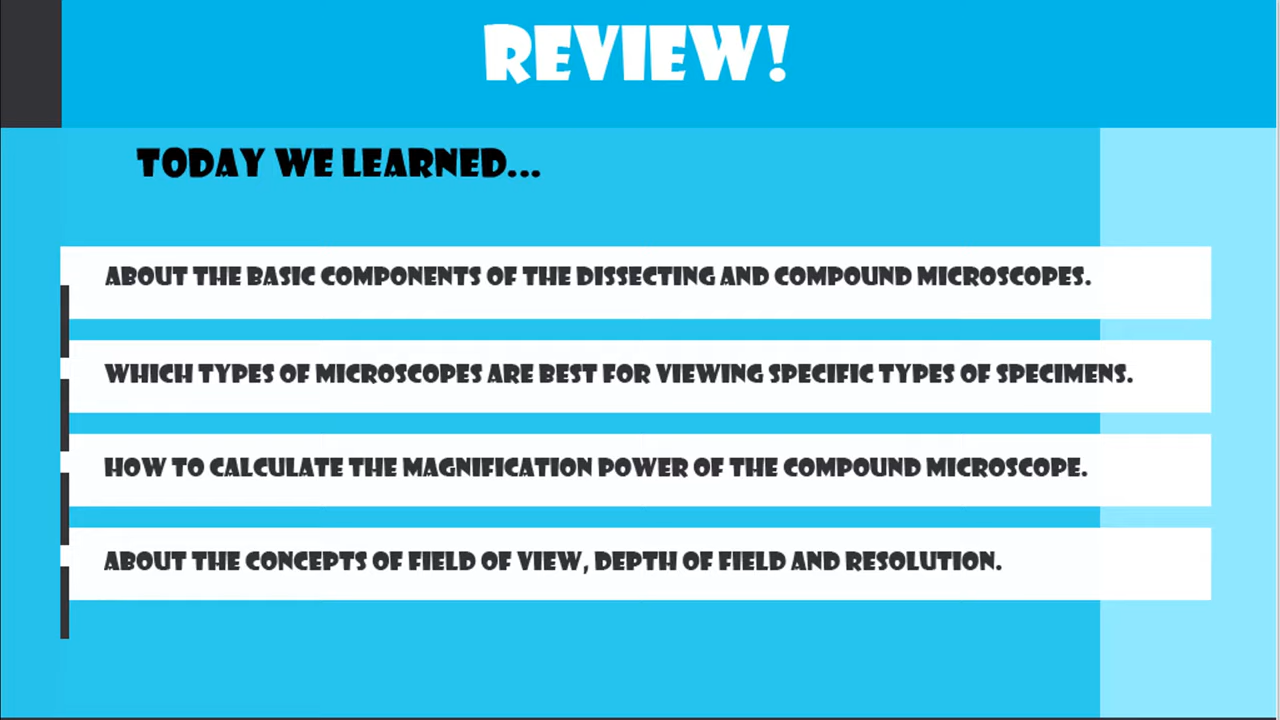 REVIEW!
TODAY WE LEARNED...
ABOUT THE BASIC COMPONENTS OF THE DISSECTING AND COMPOUND MICROSCOPES.
WHICH TYPES OF MICROSCOPES ARE BEST FOR VIEWING SPECIFIC TYPES OF SPECIMENS.
HOW TO CALCULATE THE MAGNIFICATION POWER OF THE COMPOUND MICROSCOPE.
ABOUT THE CONCEPTS OF FIELD OF VIEW, DEPTH OF FIELD AND RESOLUTION.